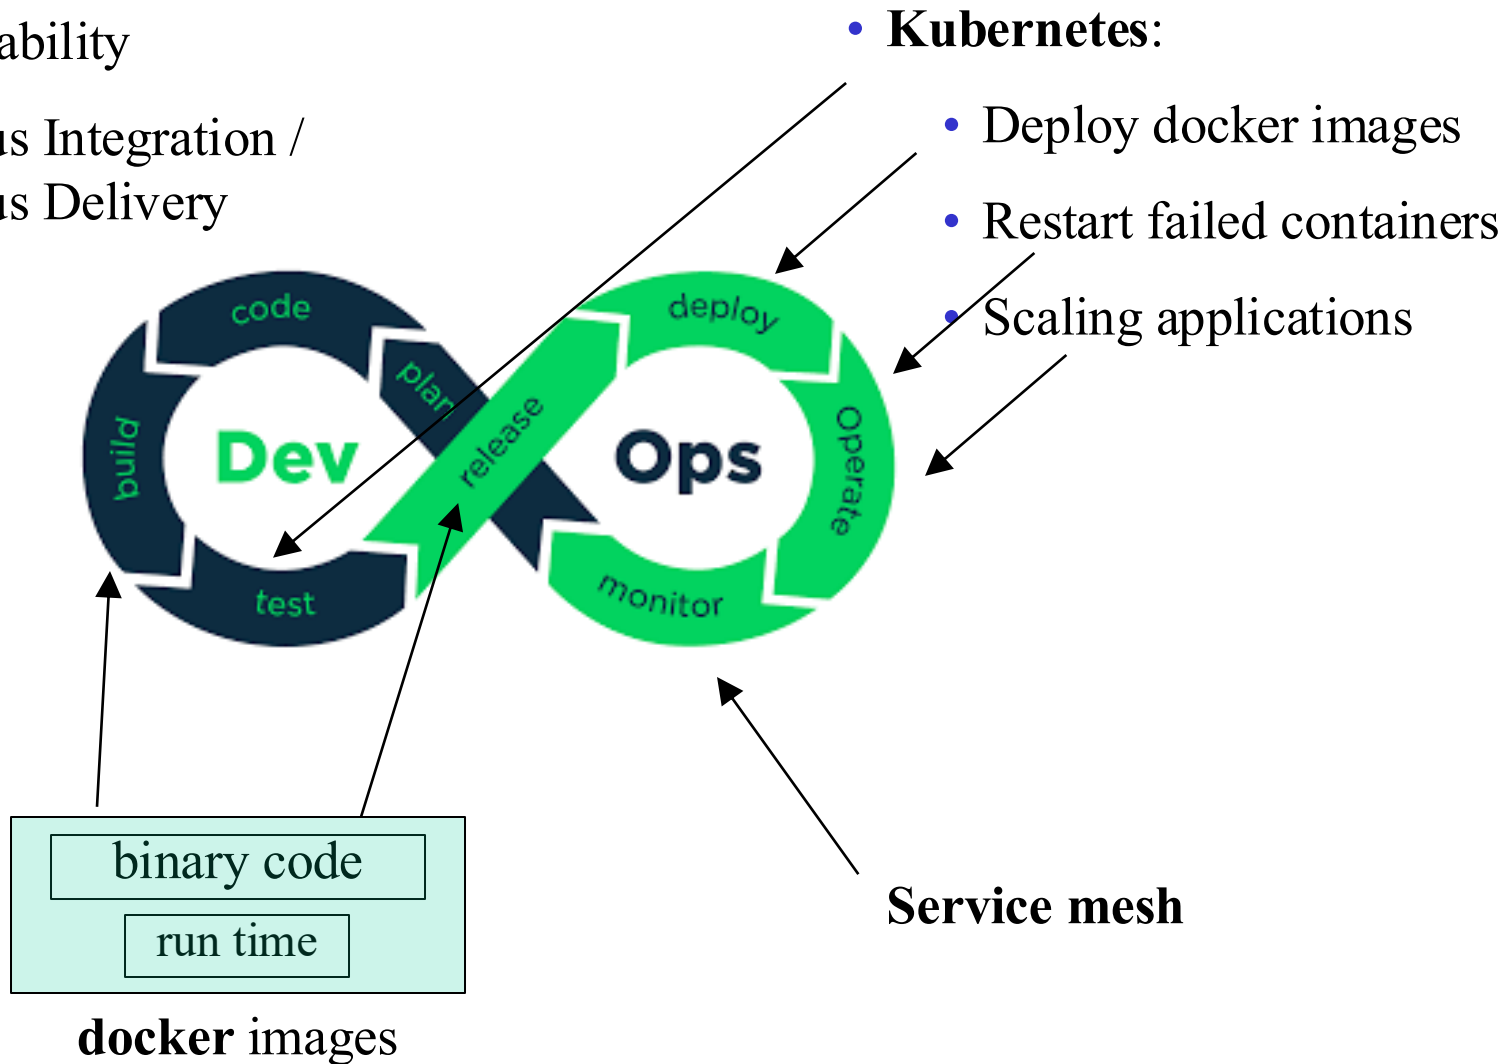 ability
us Integration /
us Delivery
• Kubernetes:
• Deploy docker images
• Restart failed containers
• Scaling applications
code
deploy
plan
build
Dev
release
Ops
Operate
test
monitor
binary code
run time
docker images
Service mesh